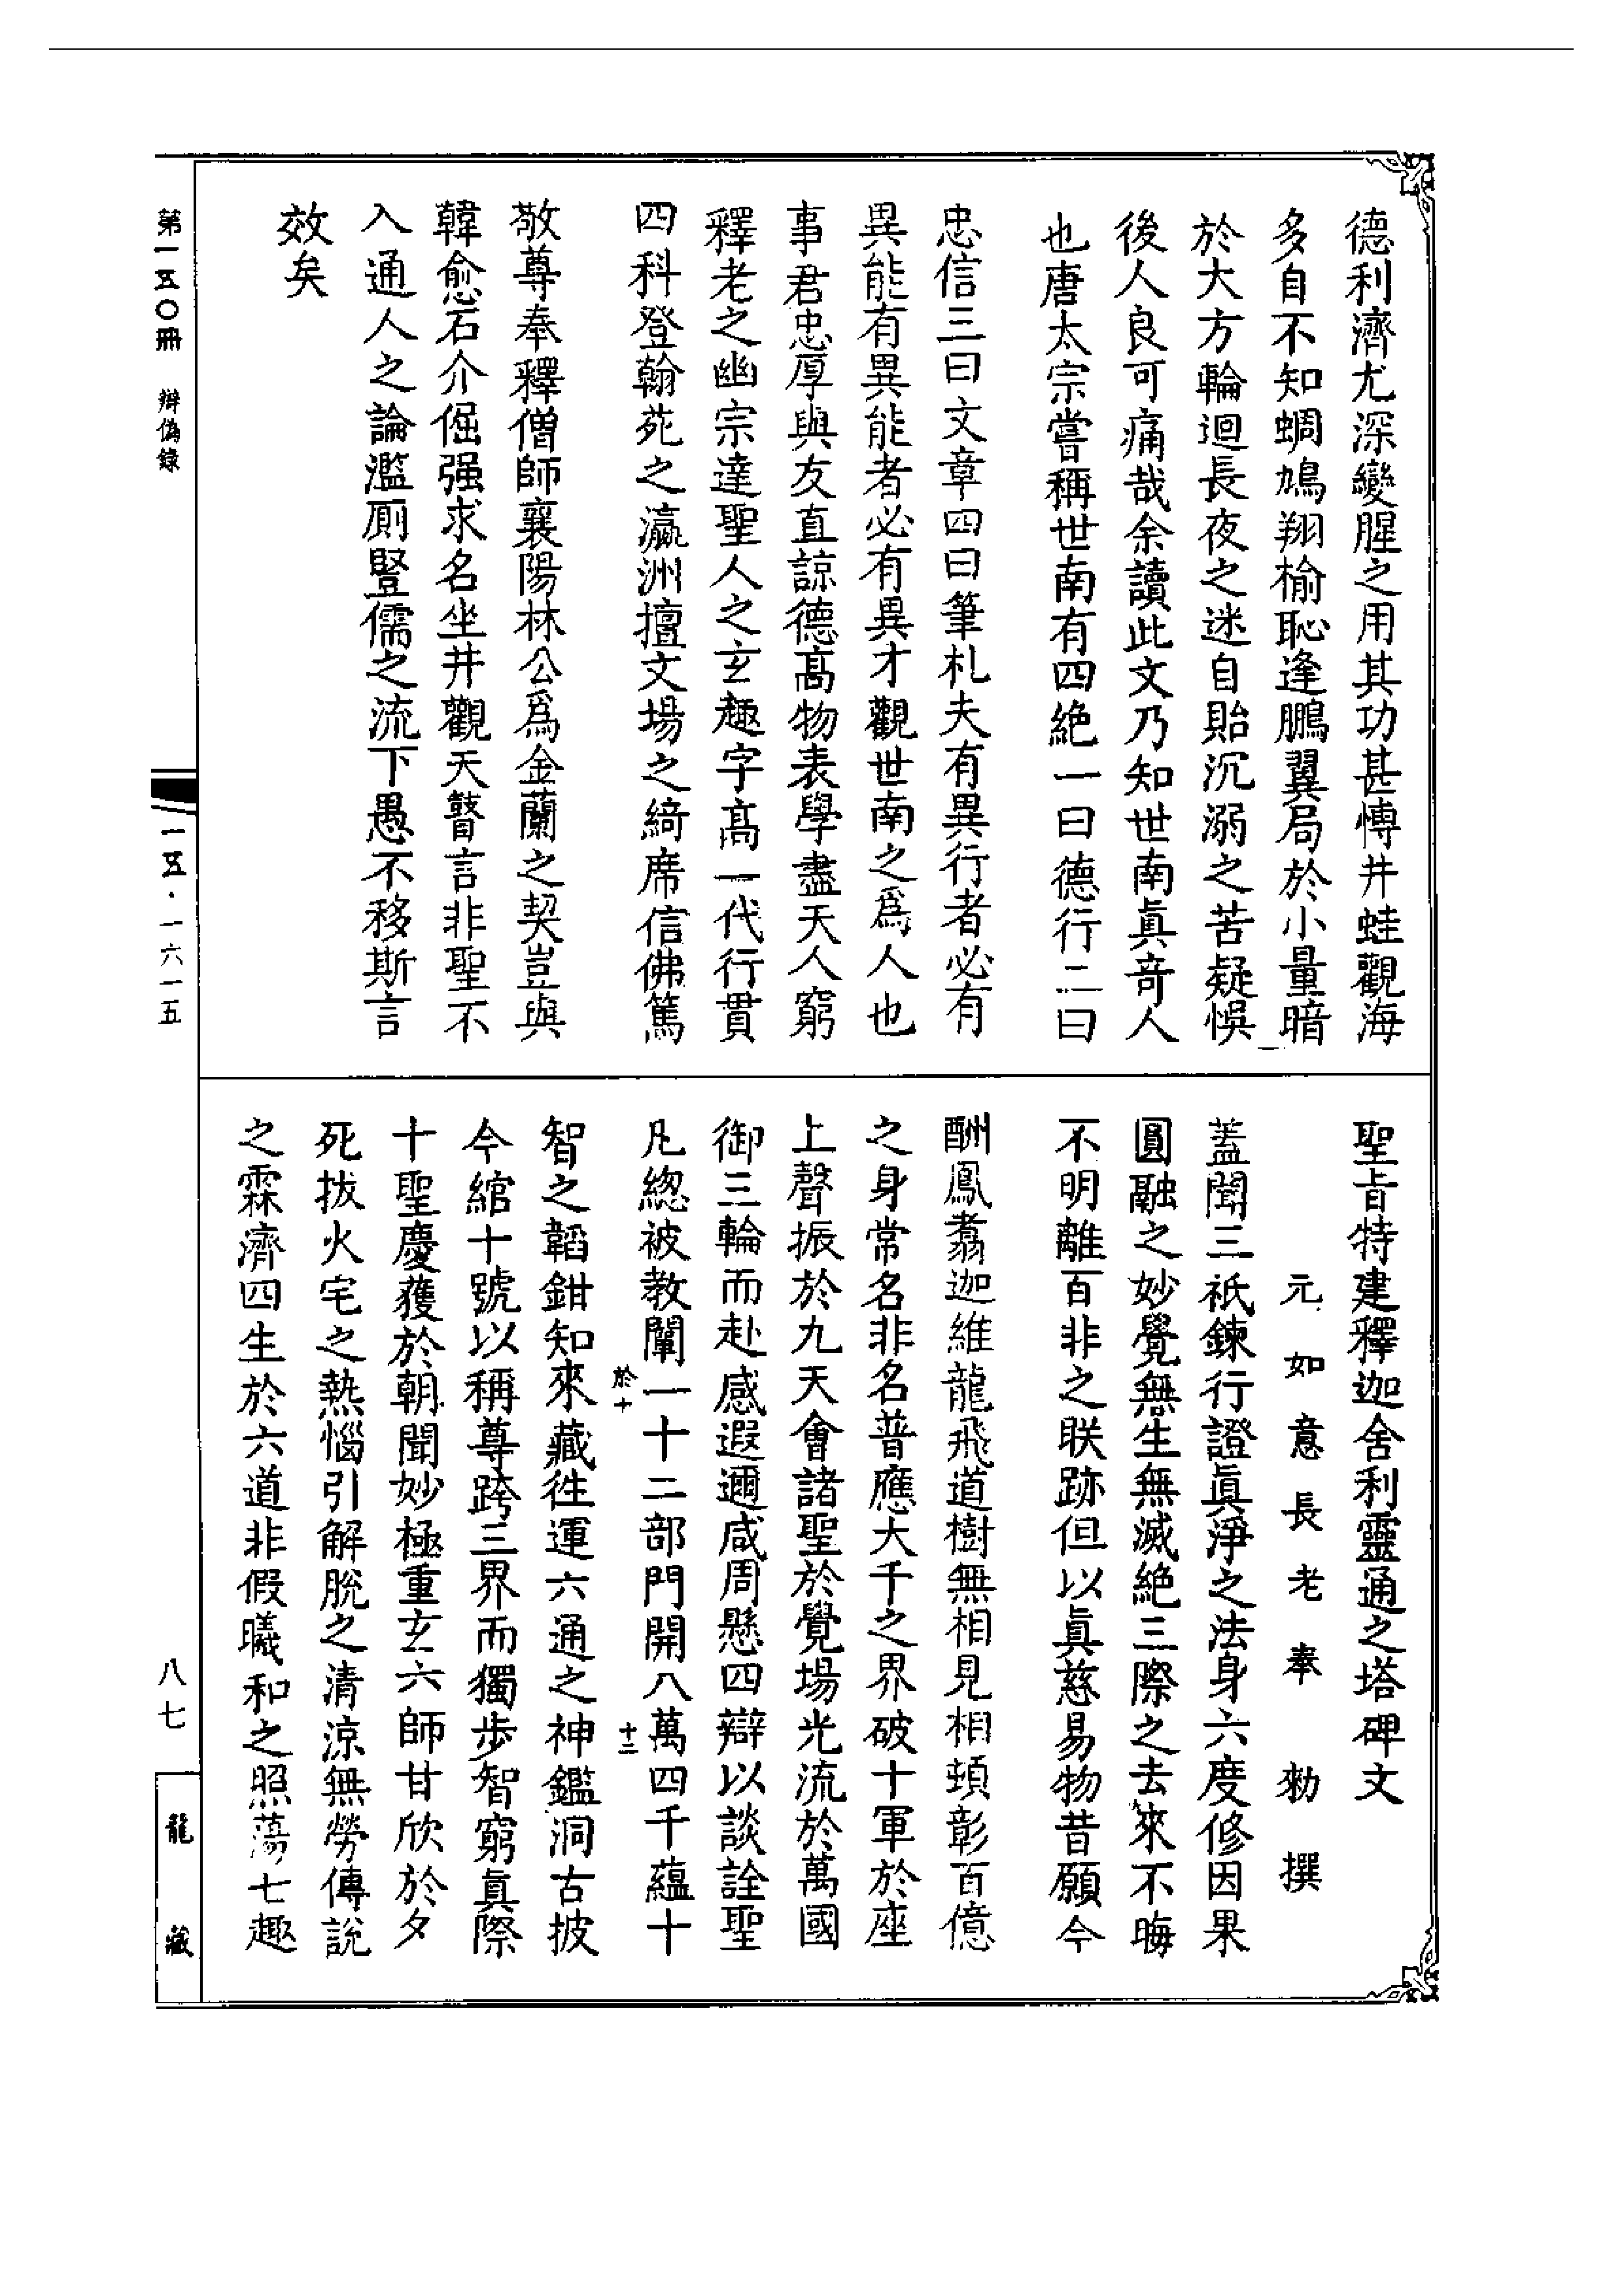 德利濟尤深變腥之用其功甚愽井蛙觀海
多自不知蜩鳩翔榆恥逢鵬翼局於小量暗
於大方輪迴長夜之迷自貽沉溺之苦疑悞
後人良可痛哉余讀此文乃知世南眞奇人
也唐太宗嘗稱世南有四絶一曰德行二曰
忠信三曰文章四曰筆札夫有異行者必有
異能有異能者必有異才觀世南之爲人也
事君忠厚與友直諒德髙物表學盡天人窮
釋老之幽宗達聖人之玄趣字髙一代行貫
四科登翰苑之瀛洲擅文場之綺席信佛篤
敬尊奉釋僧師襄陽林公爲金蘭之契豈與
韓愈石介倔强求名坐井觀天瞽言非聖不
入通人之論濫厠豎儒之流下愚不移斯言
效矣
聖旨特建釋迦舍利靈通之塔碑文
元如意長老奉勑撰
蓋聞三祇鍊行證眞淨之法身六度修因果
圓融之妙覺無生無滅絶三際之去來不晦
不明離百非之朕跡但以眞慈易物昔願今
酬鳳翥迦維龍飛道樹無相見相頓彰百億
之身常名非名普應大千之界破十軍於座
上聲振於九天會諸聖於覺場光流於萬國
御三輪而赴感遐邇咸周懸四辯以談詮聖
凡緫被教闡一十二部門開八萬四千蘊十
智之韜鉗知來藏徃運六通之神鑑洞古披
今綰十號以稱尊跨三界而獨歩智窮眞際
十聖慶獲於朝聞妙極重玄六師甘欣於夕
死拔火宅之熱惱引解脫之清涼無勞傳說
之霖濟四生於六道非假曦和之照蕩七趣
於十
十二
第一五〇冊 辯偽錄
一五·一六一五
八七
龍藏